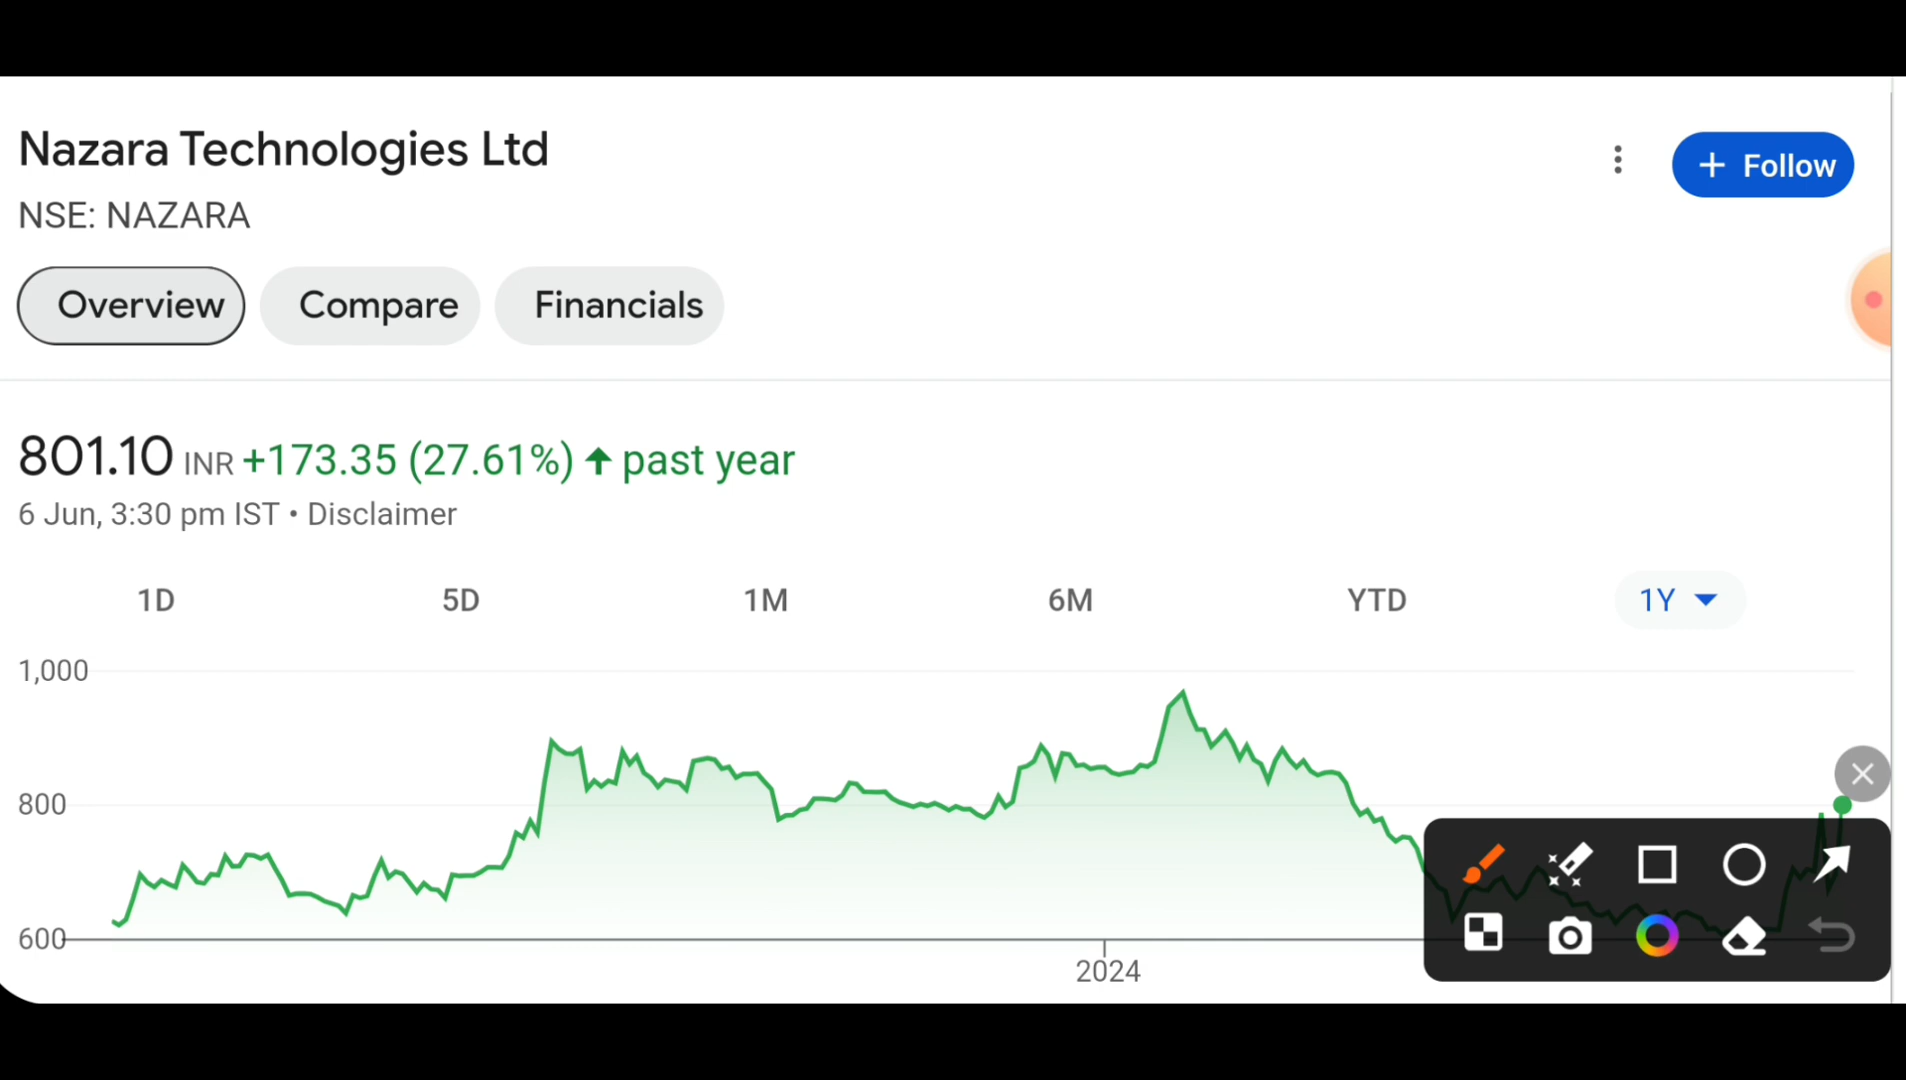 Nazara Technologies Ltd
+ Follow
NSE: NAZARA
Overview Compare Financials
801.10 INR +173.35 (27.61%) ↑ past year
6 Jun, 3:30 pm IST • Disclaimer
1D 5D 1M 6M YTD 1Y
1,000
800
600
2024